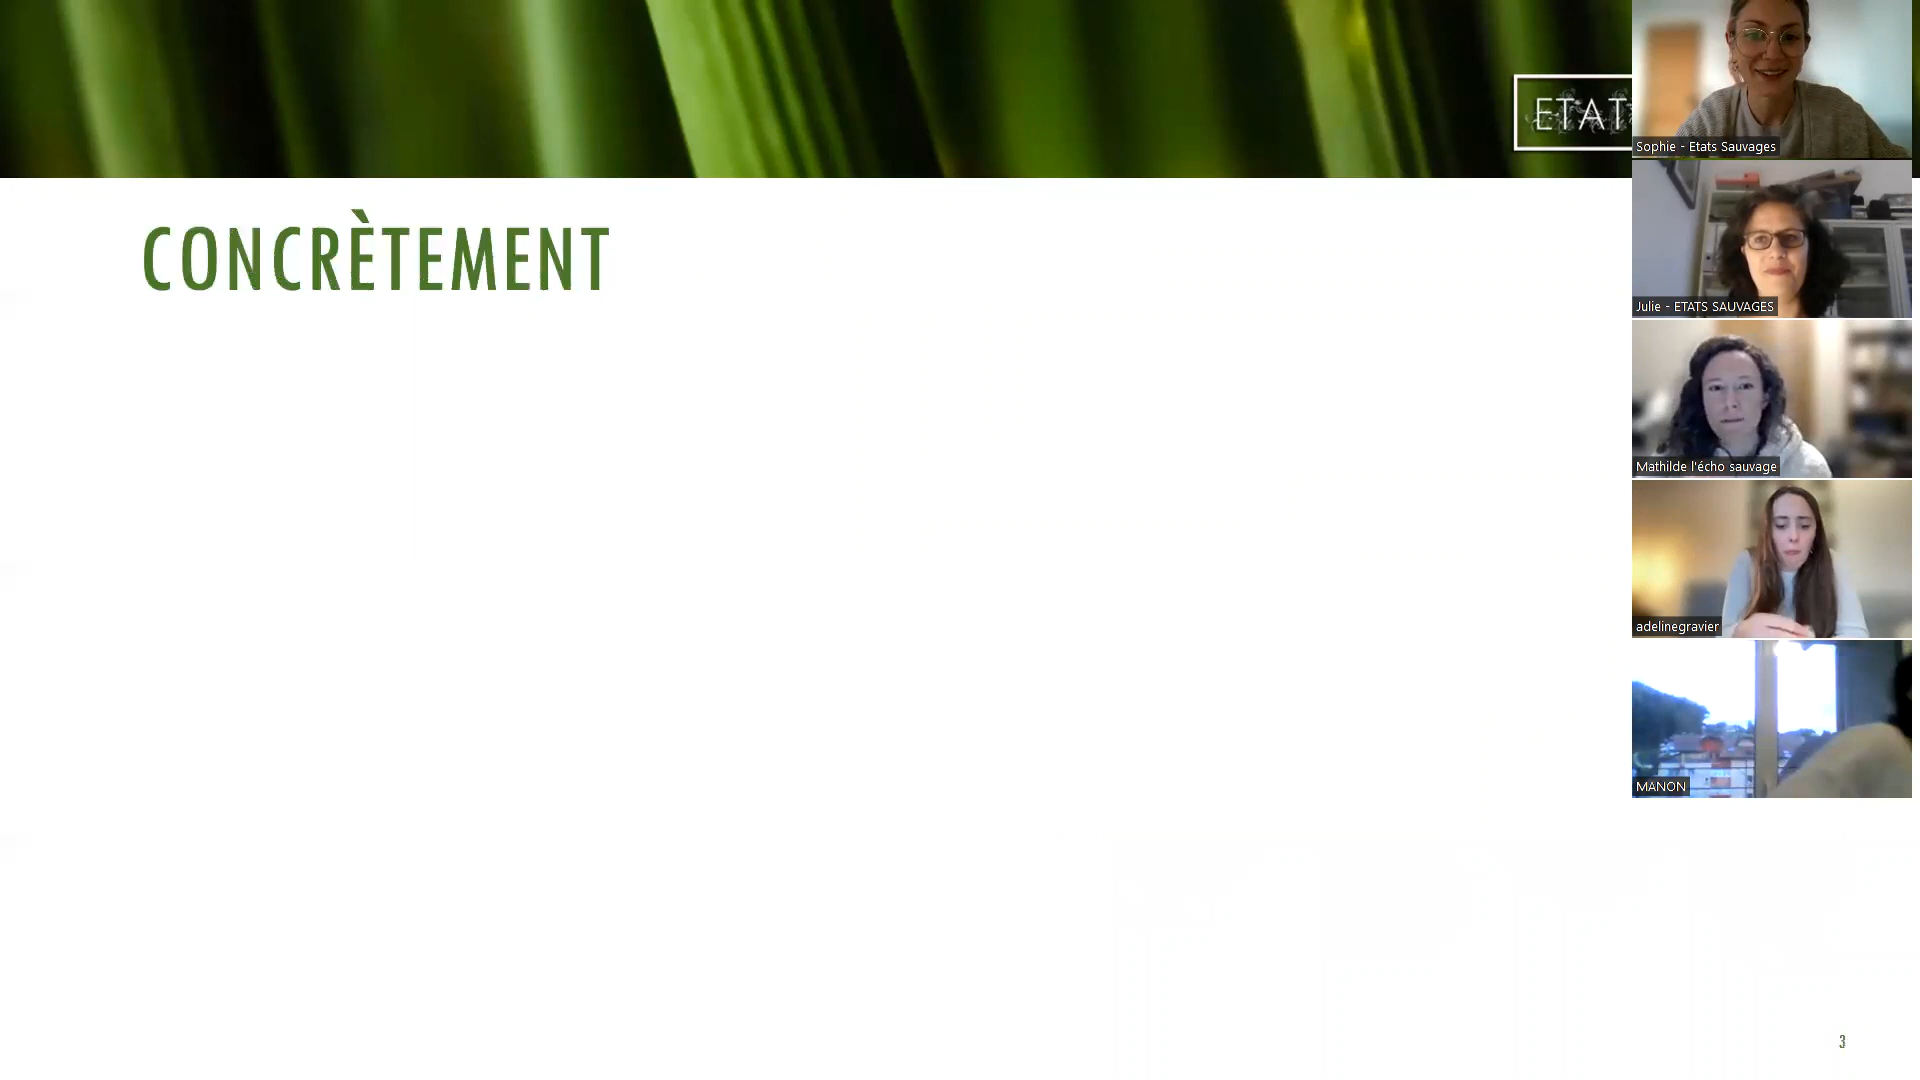 ETAT
CONCRÈTEMENT
Sophie - Etats Sauvages
Julie - ETATS SAUVAGES
Mathilde l'écho sauvage
adelinegravier
MANON
3